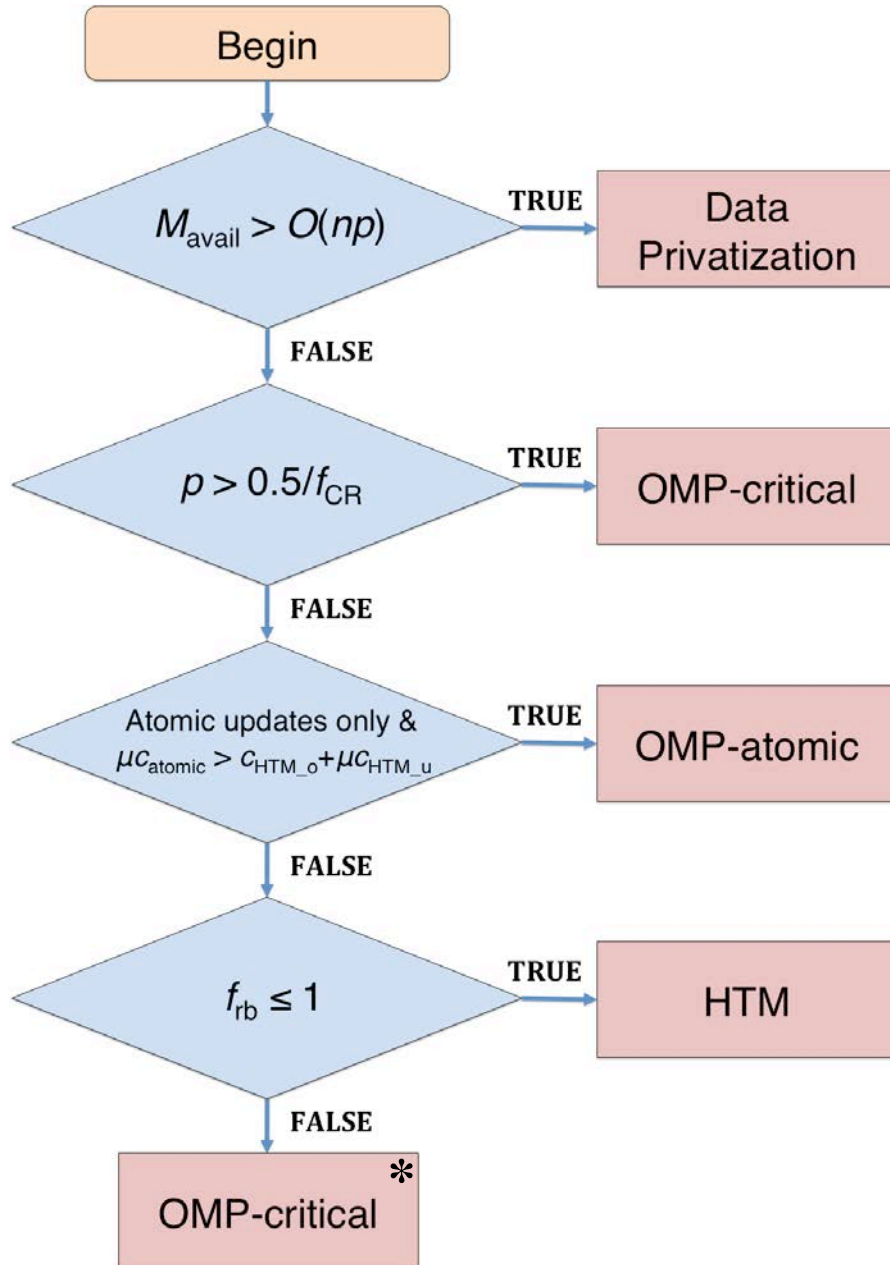 Begin
M_avail > O(np)
TRUE
Data
Privatization
FALSE
p > 0.5/f_CR
TRUE
OMP-critical
FALSE
Atomic updates only &
μc_atomic > c_HTM_o+μc_HTM_u
TRUE
OMP-atomic
FALSE
f_rb ≤ 1
TRUE
HTM
FALSE
OMP-critical *